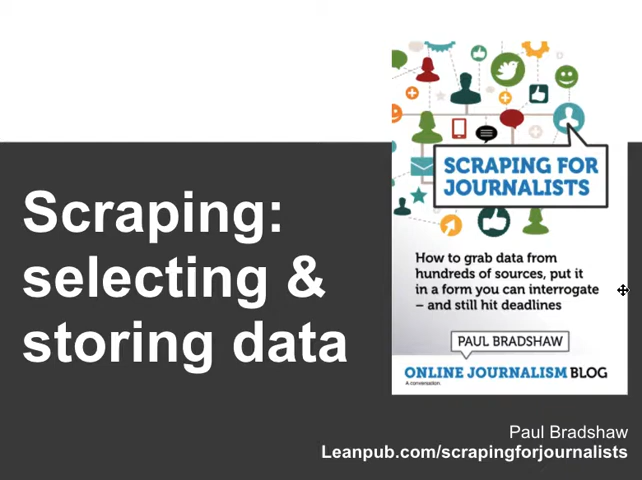 Scraping:
selecting &
storing data
SCRAPING FOR
JOURNALISTS
How to grab data from
hundreds of sources, put it
in a form you can interrogate
– and still hit deadlines
PAUL BRADSHAW
ONLINE JOURNALISM BLOG
A conversation.
Paul Bradshaw
Leanpub.com/scrapingforjournalists